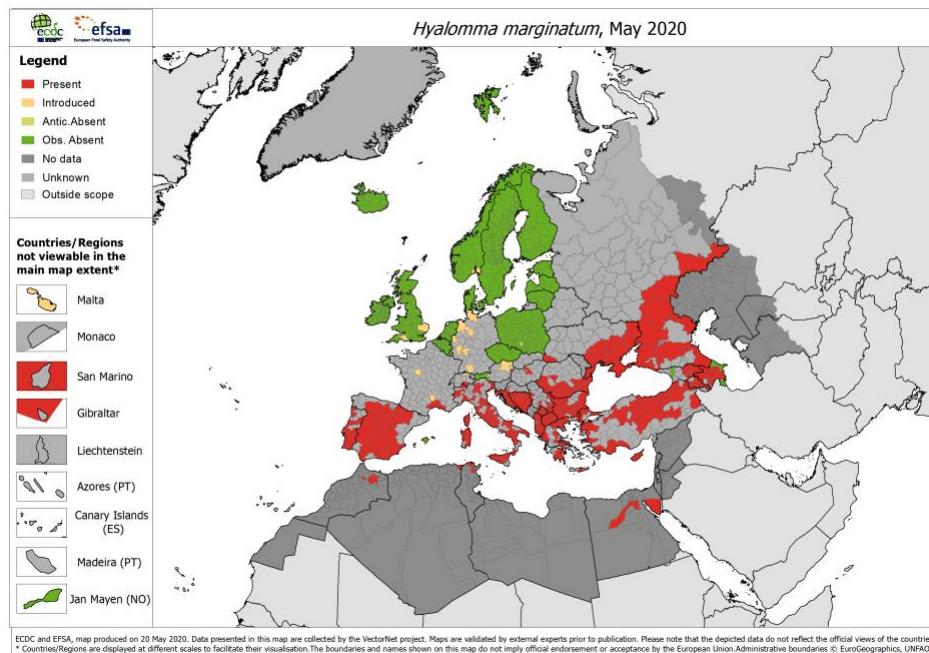 ecdc
efsa
European Food Safety Authority
Hyalomma marginatum, May 2020
Legend
Present
Introduced
Antic.Absent
Obs. Absent
No data
Unknown
Outside scope
Countries/Regions
not viewable in the
main map extent*
Malta
Monaco
San Marino
Gibraltar
Liechtenstein
Azores (PT)
Canary Islands
(ES)
Madeira (PT)
Jan Mayen (NO)
ECDC and EFSA, map produced on 20 May 2020. Data presented in this map are collected by the VectorNet project. Maps are validated by external experts prior to publication. Please note that the depicted data do not reflect the official views of the countrie
* Countries/Regions are displayed at different scales to facilitate their visualisation.The boundaries and names shown on this map do not imply official endorsement or acceptance by the European Union.Administrative boundaries © EuroGeographics, UNFAO